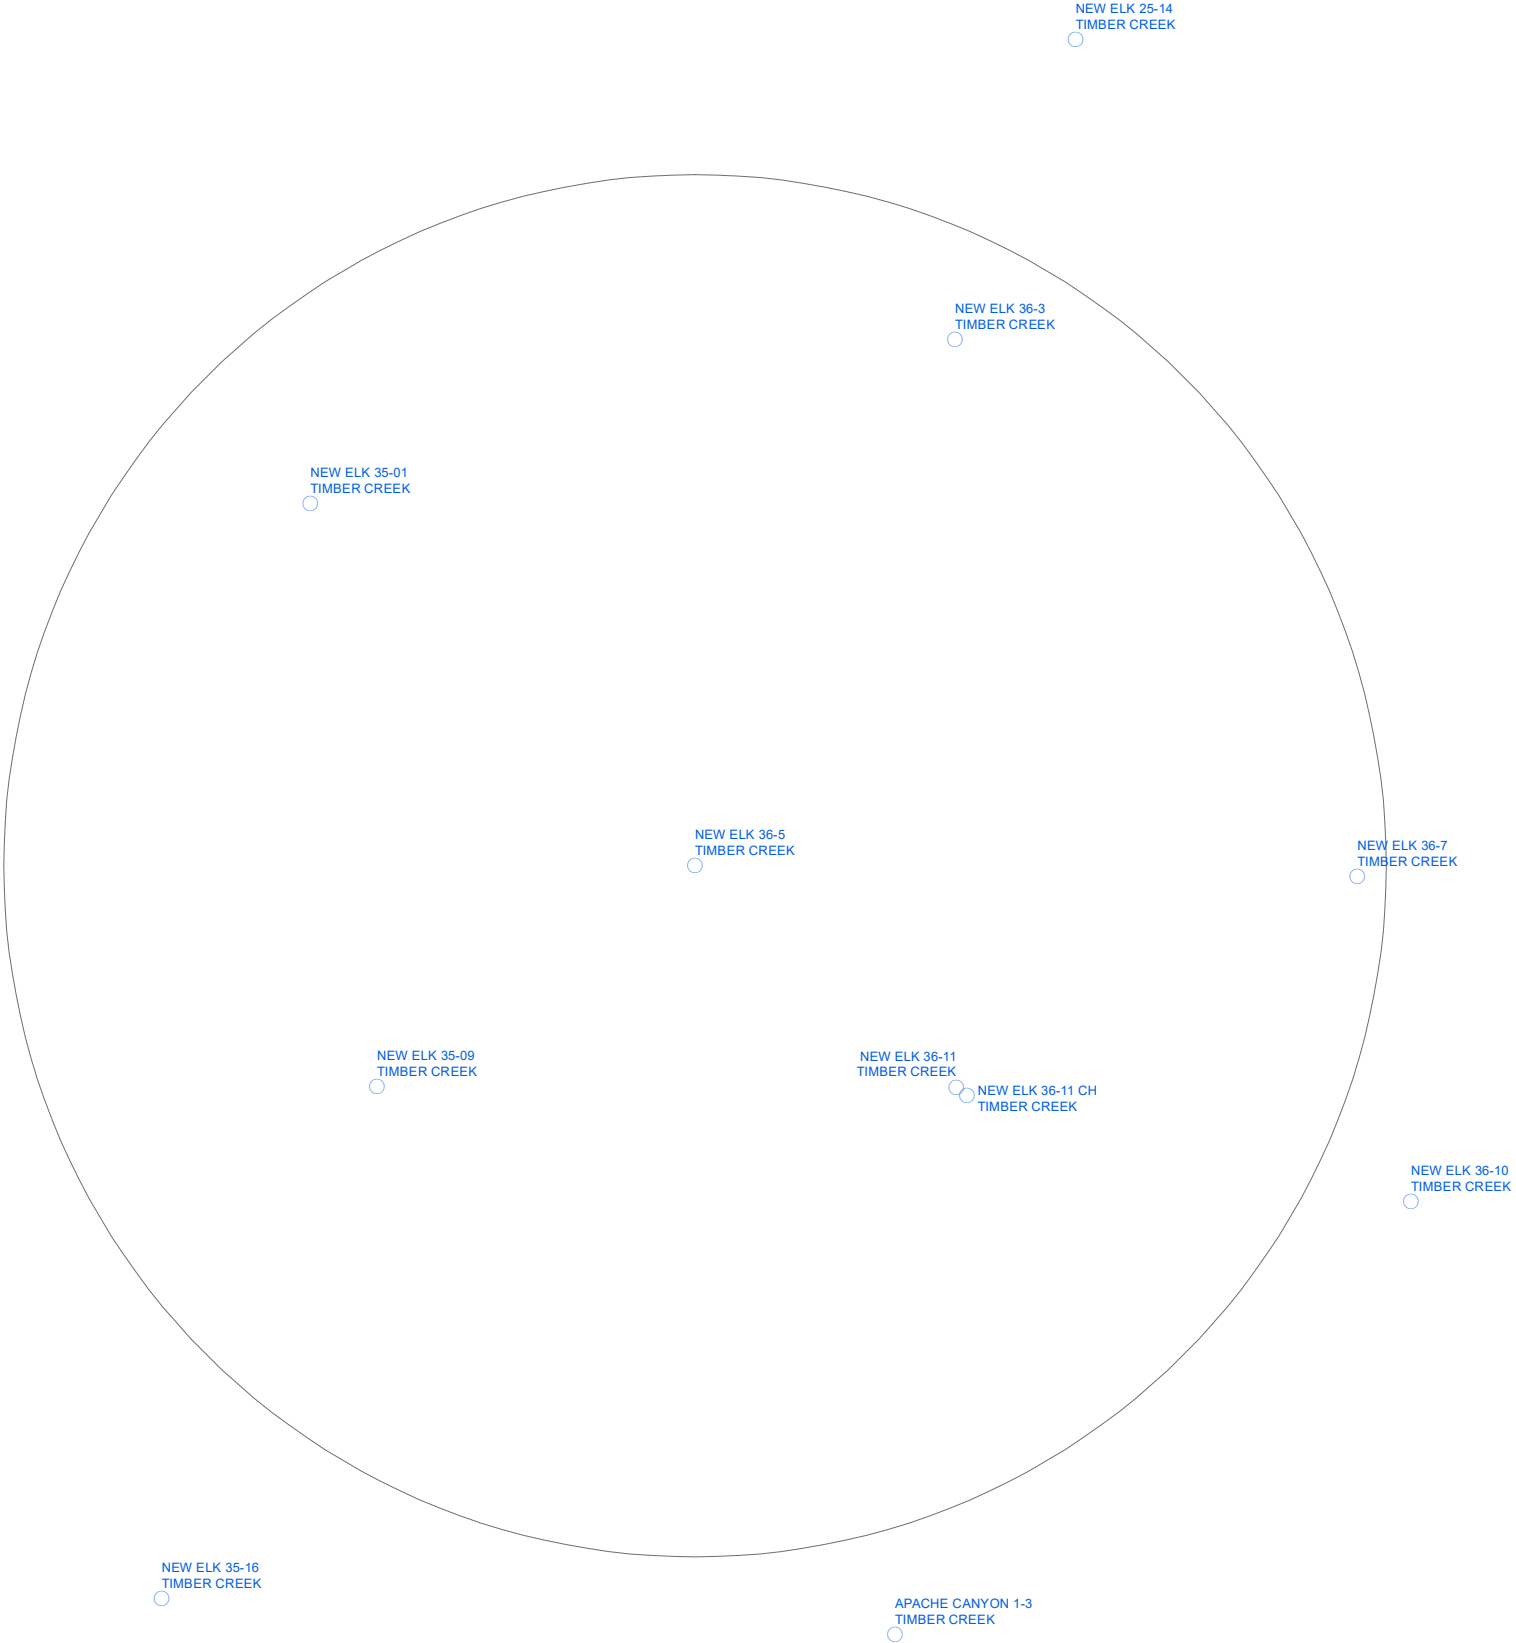 NEW ELK 25-14
TIMBER CREEK
NEW ELK 36-3
TIMBER CREEK
NEW ELK 35-01
TIMBER CREEK
NEW ELK 36-5
TIMBER CREEK
NEW ELK 36-7
TIMBER CREEK
NEW ELK 35-09
TIMBER CREEK
NEW ELK 36-11
TIMBER CREEK
NEW ELK 36-11 CH
TIMBER CREEK
NEW ELK 36-10
TIMBER CREEK
NEW ELK 35-16
TIMBER CREEK
APACHE CANYON 1-3
TIMBER CREEK